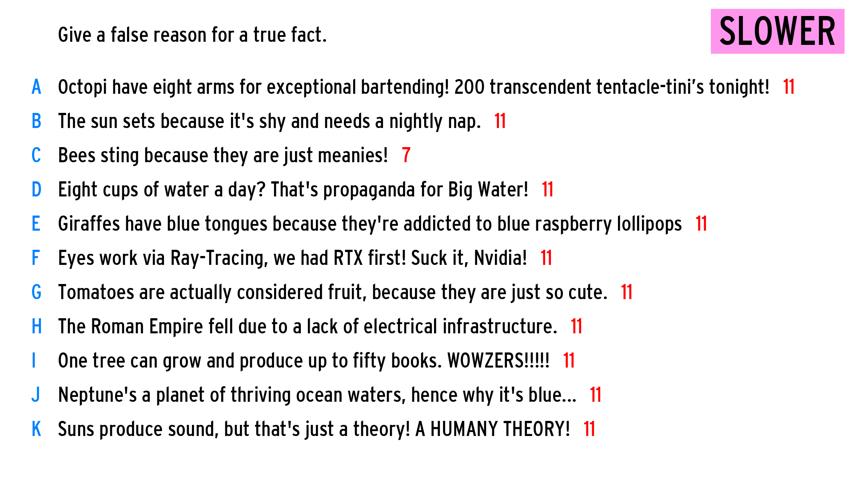 Give a false reason for a true fact.
SLOWER
A Octopi have eight arms for exceptional bartending! 200 transcendent tentacle-tini's tonight! 11
B The sun sets because it's shy and needs a nightly nap. 11
C Bees sting because they are just meanies! 7
D Eight cups of water a day? That's propaganda for Big Water! 11
E Giraffes have blue tongues because they're addicted to blue raspberry lollipops 11
F Eyes work via Ray-Tracing, we had RTX first! Suck it, Nvidia! 11
G Tomatoes are actually considered fruit, because they are just so cute. 11
H The Roman Empire fell due to a lack of electrical infrastructure. 11
I One tree can grow and produce up to fifty books. WOWZERS!!!!! 11
J Neptune's a planet of thriving ocean waters, hence why it's blue... 11
K Suns produce sound, but that's just a theory! A HUMANY THEORY! 11